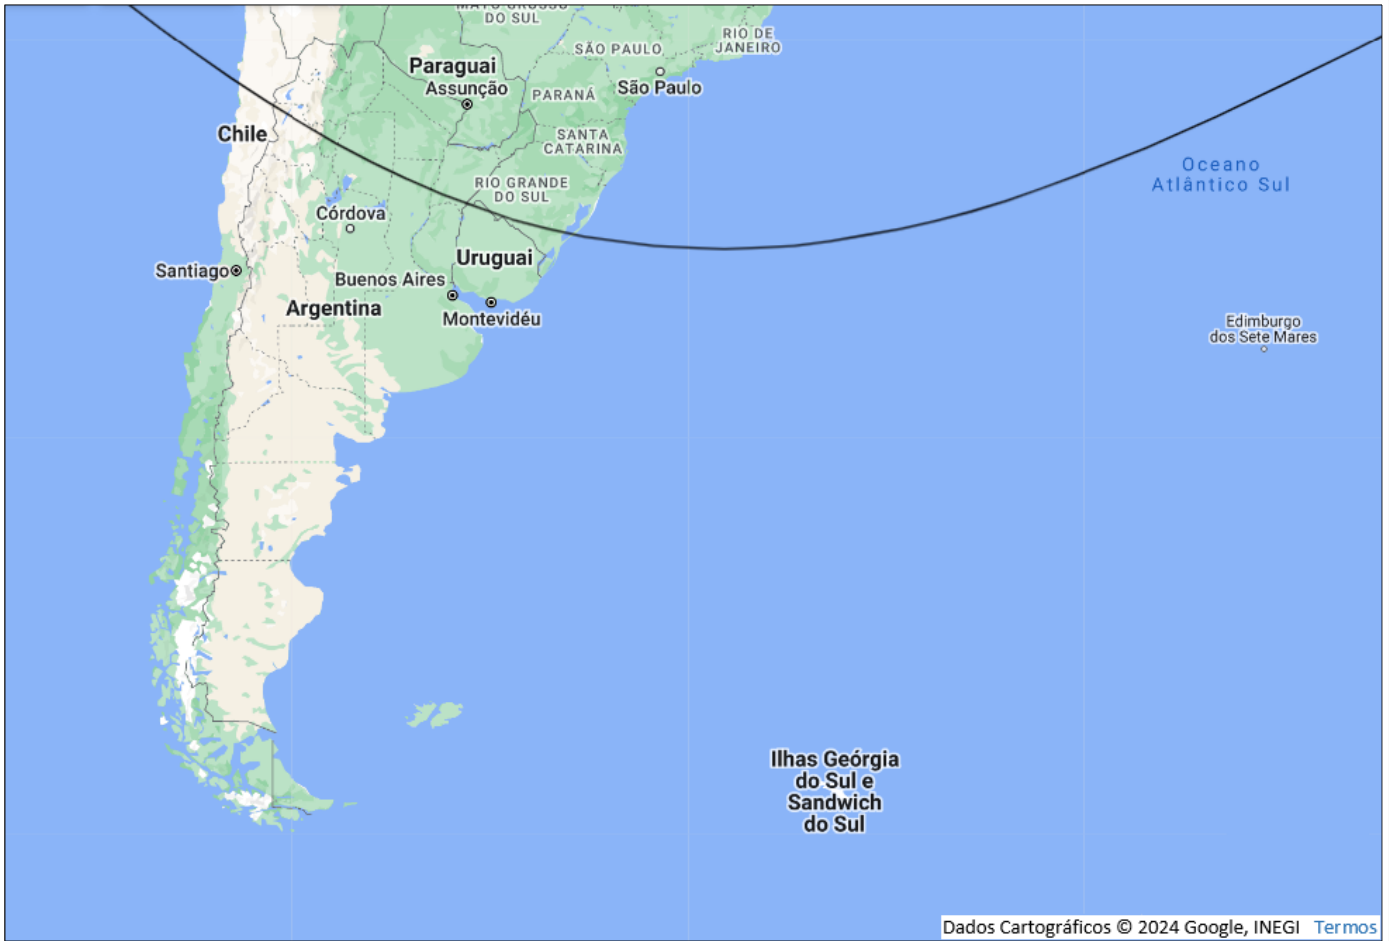 MATO GROSSO
DO SUL
RIO DE
JANEIRO
SÃO PAULO
Paraguai
Assunção
São Paulo
PARANÁ
Chile
SANTA
CATARINA
Oceano
Atlântico Sul
RIO GRANDE
DO SUL
Córdova
Uruguai
Santiago
Buenos Aires
Argentina
Montevidéu
Edimburgo
dos Sete Mares
Ilhas Geórgia
do Sul e
Sandwich
do Sul
Dados Cartográficos © 2024 Google, INEGI Termos